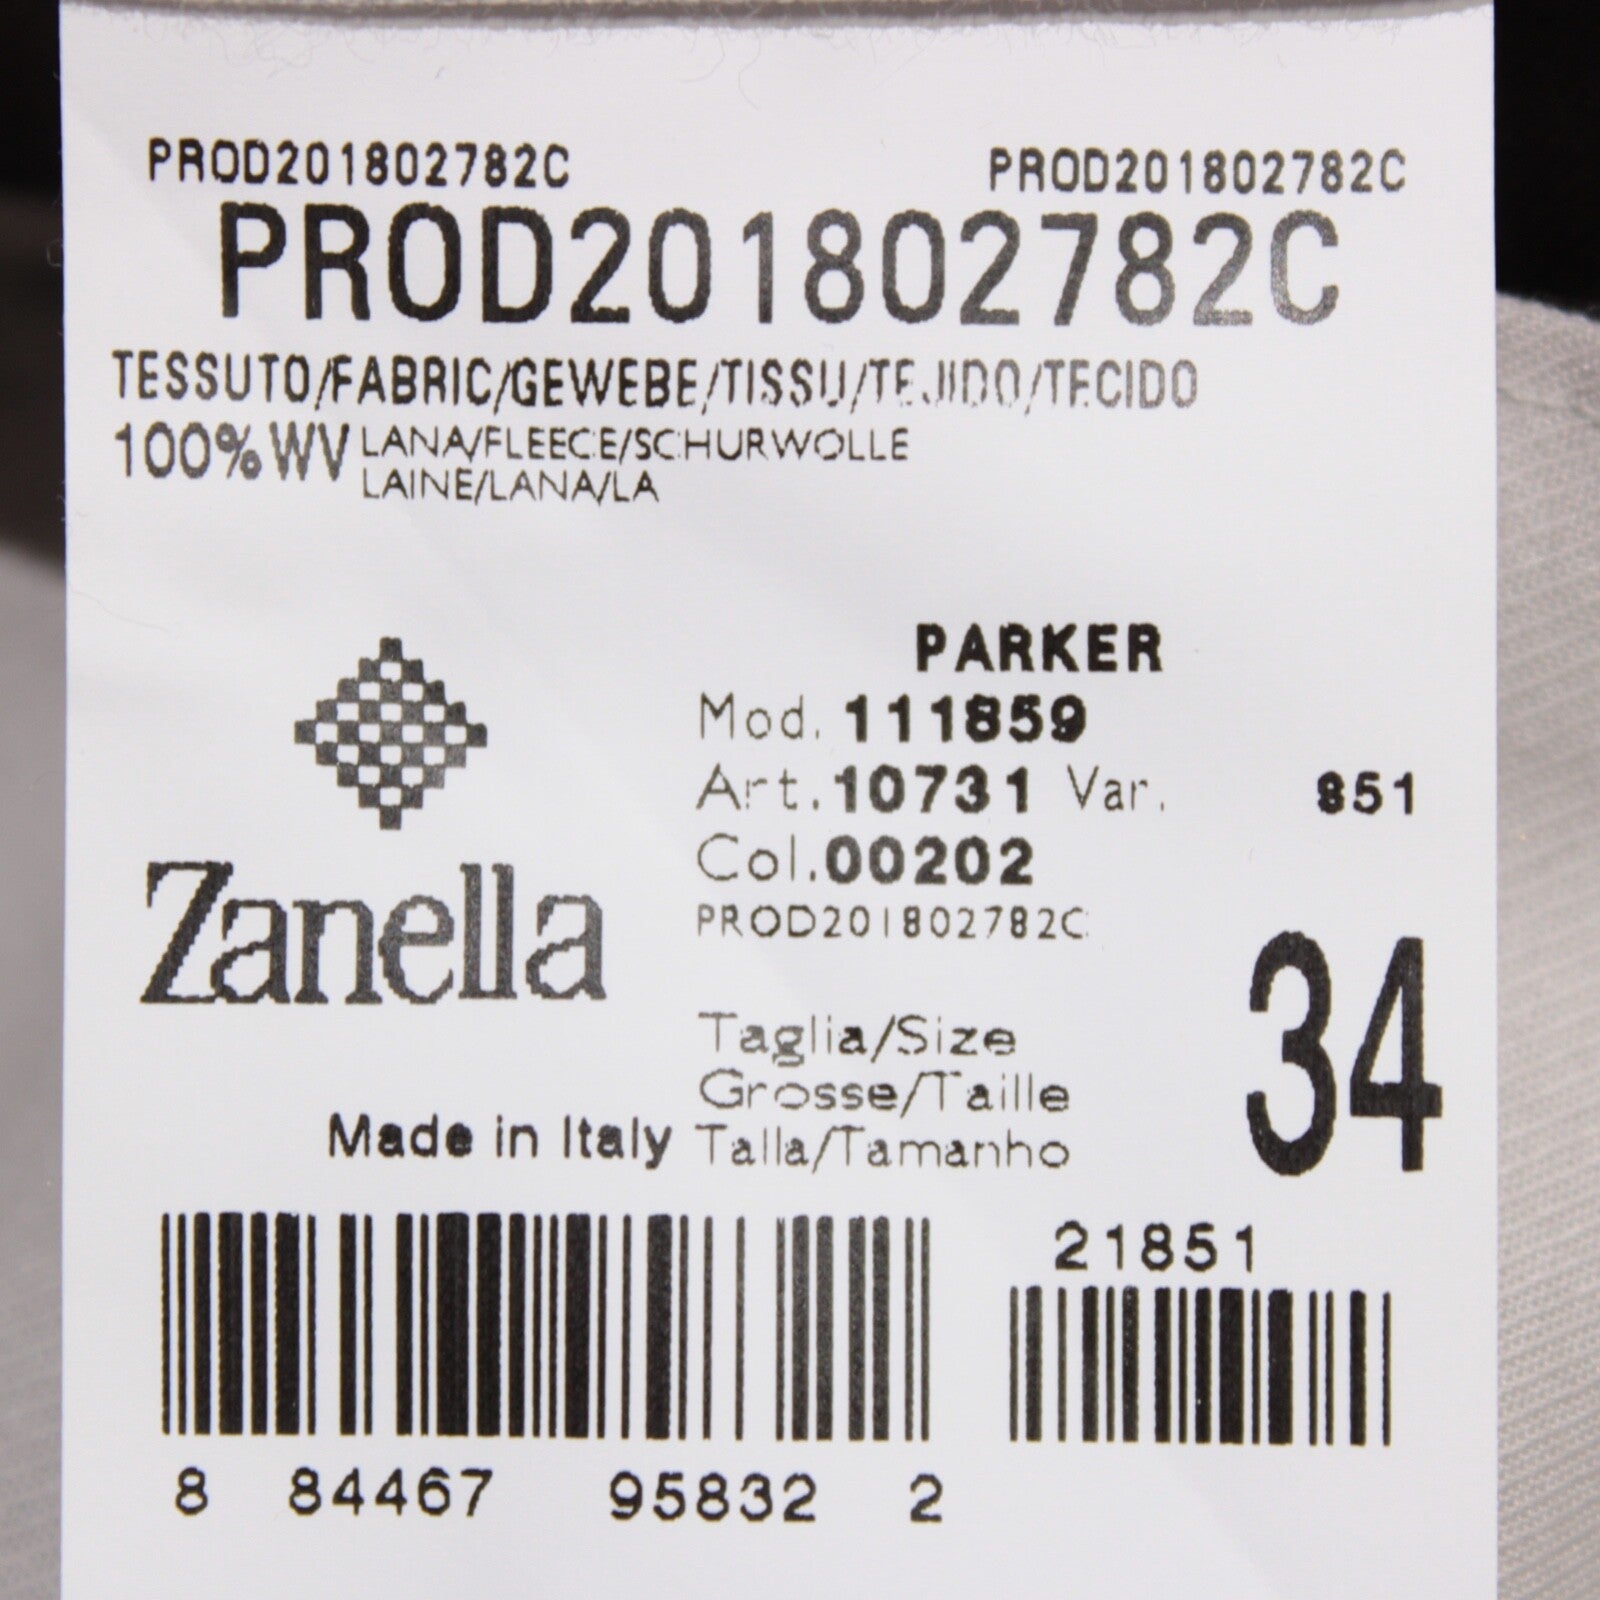 PROD201802782C PROD201802782C
PROD201802782C
TESSUTO/FABRIC/GEWEBE/TISSU/TEJIDO/TECIDO
100%WV LANA/FLEECE/SCHURWOLLE
LAINE/LANA/LA
PARKER
Mod. 111859
Art.10731 Var. 851
Col.00202
PROD201802782C
Zanella
Taglia/Size
Grosse/Taille
Talla/Tamanho
34
Made in Italy
21851
8 84467 95832 2